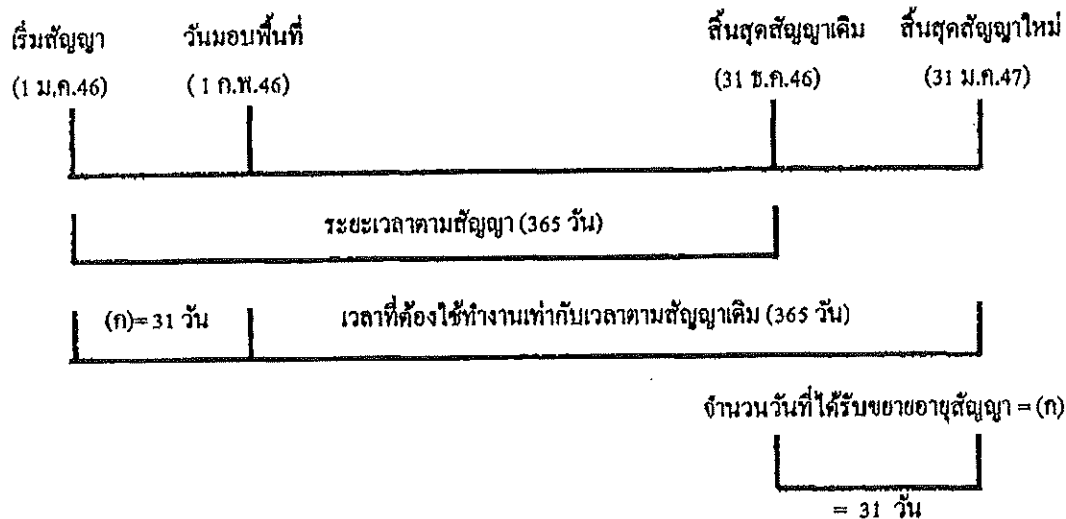 เริ่มสัญญา วันมอบพื้นที่ สิ้นสุดสัญญาเดิม สิ้นสุดสัญญาใหม่
(1 ม.ค.46) ( 1 ก.พ.46) (31 ธ.ค.46) (31 ม.ค.47)
ระยะเวลาตามสัญญา (365 วัน)
(ก)= 31 วัน เวลาที่ต้องใช้ทำงานเท่ากับเวลาตามสัญญาเดิม (365 วัน)
จำนวนวันที่ได้รับขยายอายุสัญญา = (ก)
= 31 วัน